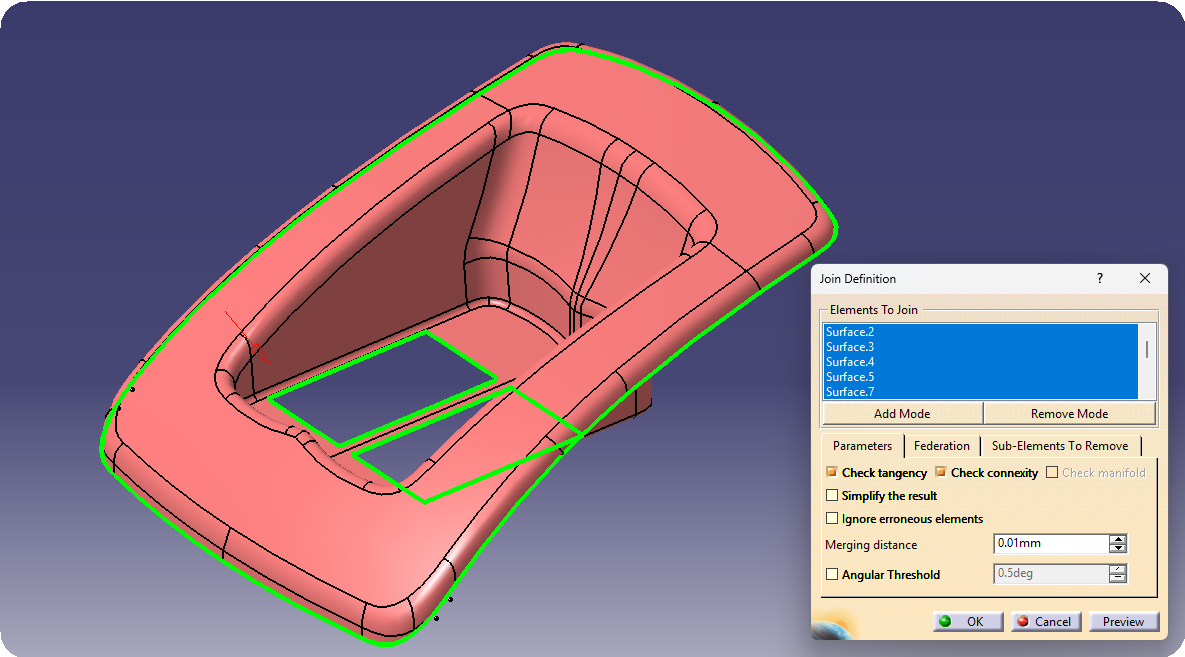 Join Definition ?
Elements To Join
Surface.2
Surface.3
Surface.4
Surface.5
Surface.7
Add Mode Remove Mode
Parameters Federation Sub-Elements To Remove
Check tangency Check connexity Check manifold
Simplify the result
Ignore erroneous elements
Merging distance 0.01mm
Angular Threshold 0.5deg
OK Cancel Preview